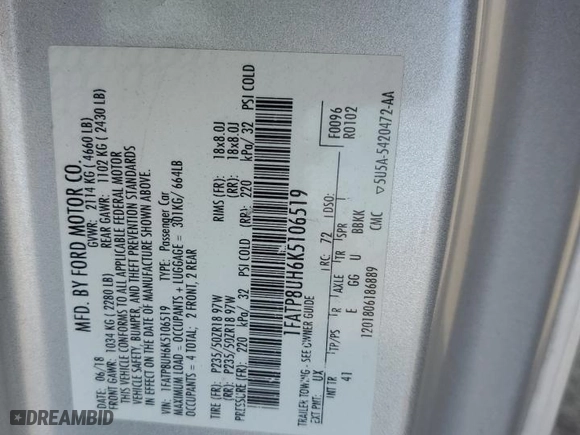 MFD. BY FORD MOTOR CO.
DATE: 06/18 GVWR: 2114 KG ( 4660 LB)
FRONT GAWR: 1034 KG ( 2280 LB) REAR GAWR: 1102 KG ( 2430 LB)
THIS VEHICLE CONFORMS TO ALL APPLICABLE FEDERAL MOTOR
VEHICLE SAFETY, BUMPER, AND THEFT PREVENTION STANDARDS
IN EFFECT ON THE DATE OF MANUFACTURE SHOWN ABOVE.
VIN: 1FATP8UH6K5106519 TYPE: Passenger Car
MAXIMUM LOAD = OCCUPANTS + LUGGAGE = 301KG/ 664LB
OCCUPANTS = 4 TOTAL; 2 FRONT, 2 REAR
TIRE (FR): P235/50ZR18 97W RIMS (FR): 18x8.0J
(RR): P235/50ZR18 97W (RR): 18x8.0J
PRESSURE (FR): 220 kPa/ 32 PSI COLD (RR): 220 kPa/ 32 PSI COLD
1FATP8UH6K5106519
TRAILER TOWING - SEE OWNER GUIDE
EXT PNT: UX RC: 72 DSO: F0096
R0102
INT TR TP/PS R AXLE TR SPR
41 E GG U BBKK
1201806186889 CMC ▽5U5A-5420472-AA
DREAMBID